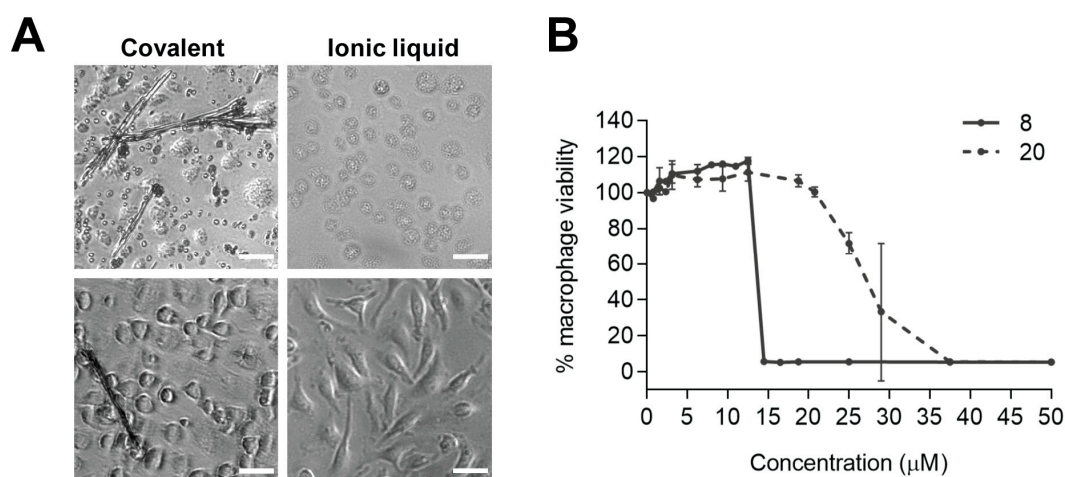 A
Covalent
Ionic liquid
B
% macrophage viability
140
120
100
80
60
40
20
0
8
20
0 5 10 15 20 25 30 35 40 45 50
Concentration (μM)